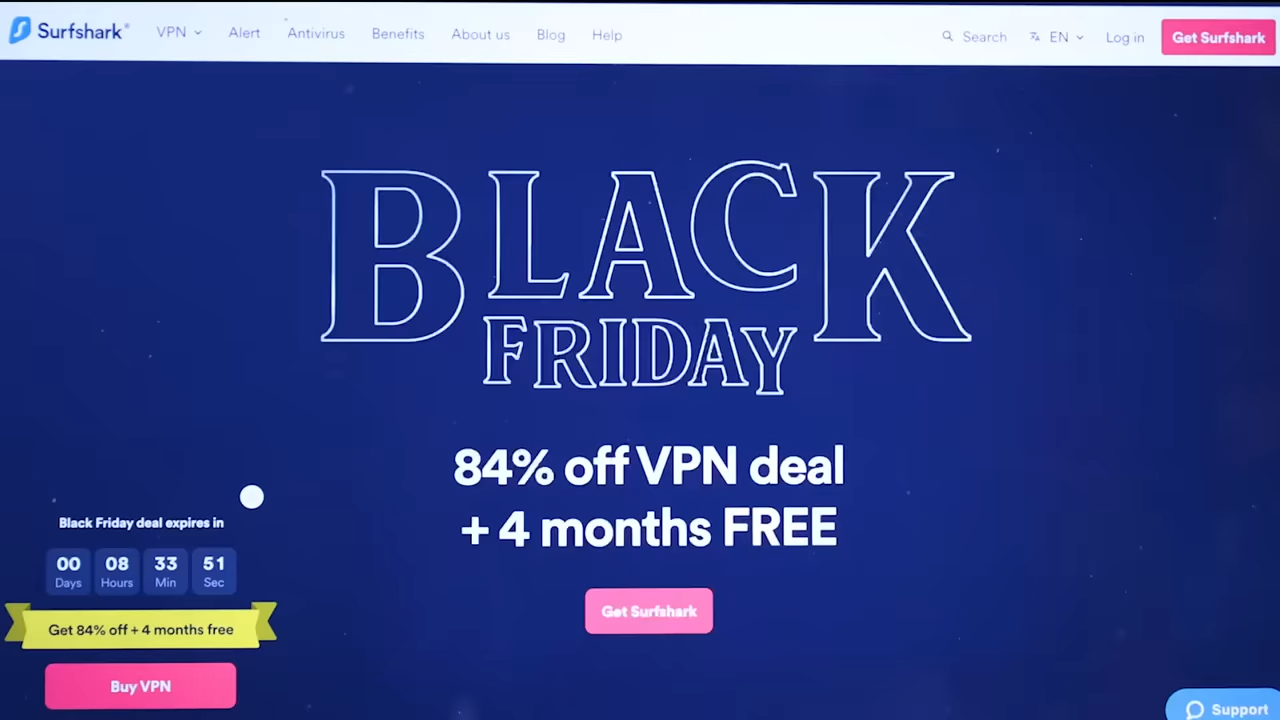 Surfshark®
VPN
Alert
Antivirus
Benefits
About us
Blog
Help
Search
EN
Log in
Get Surfshark
BLACK
FRIDAY
84% off VPN deal
+ 4 months FREE
Get Surfshark
Black Friday deal expires in
00 08 33 51
Days Hours Min Sec
Get 84% off + 4 months free
Buy VPN
Support